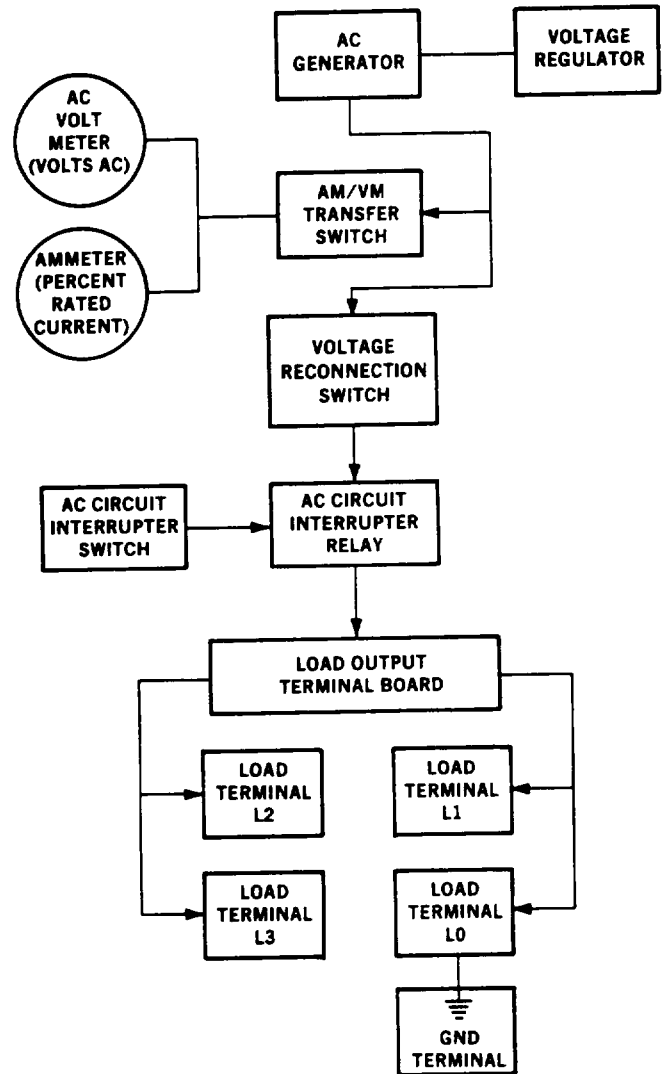 AC
GENERATOR
VOLTAGE
REGULATOR
AC
VOLT
METER
(VOLTS AC)
AM/VM
TRANSFER
SWITCH
AMMETER
(PERCENT
RATED
CURRENT)
VOLTAGE
RECONNECTION
SWITCH
AC CIRCUIT
INTERRUPTER
SWITCH
AC CIRCUIT
INTERRUPTER
RELAY
LOAD OUTPUT
TERMINAL BOARD
LOAD
TERMINAL
L2
LOAD
TERMINAL
L1
LOAD
TERMINAL
L3
LOAD
TERMINAL
L0
GND
TERMINAL